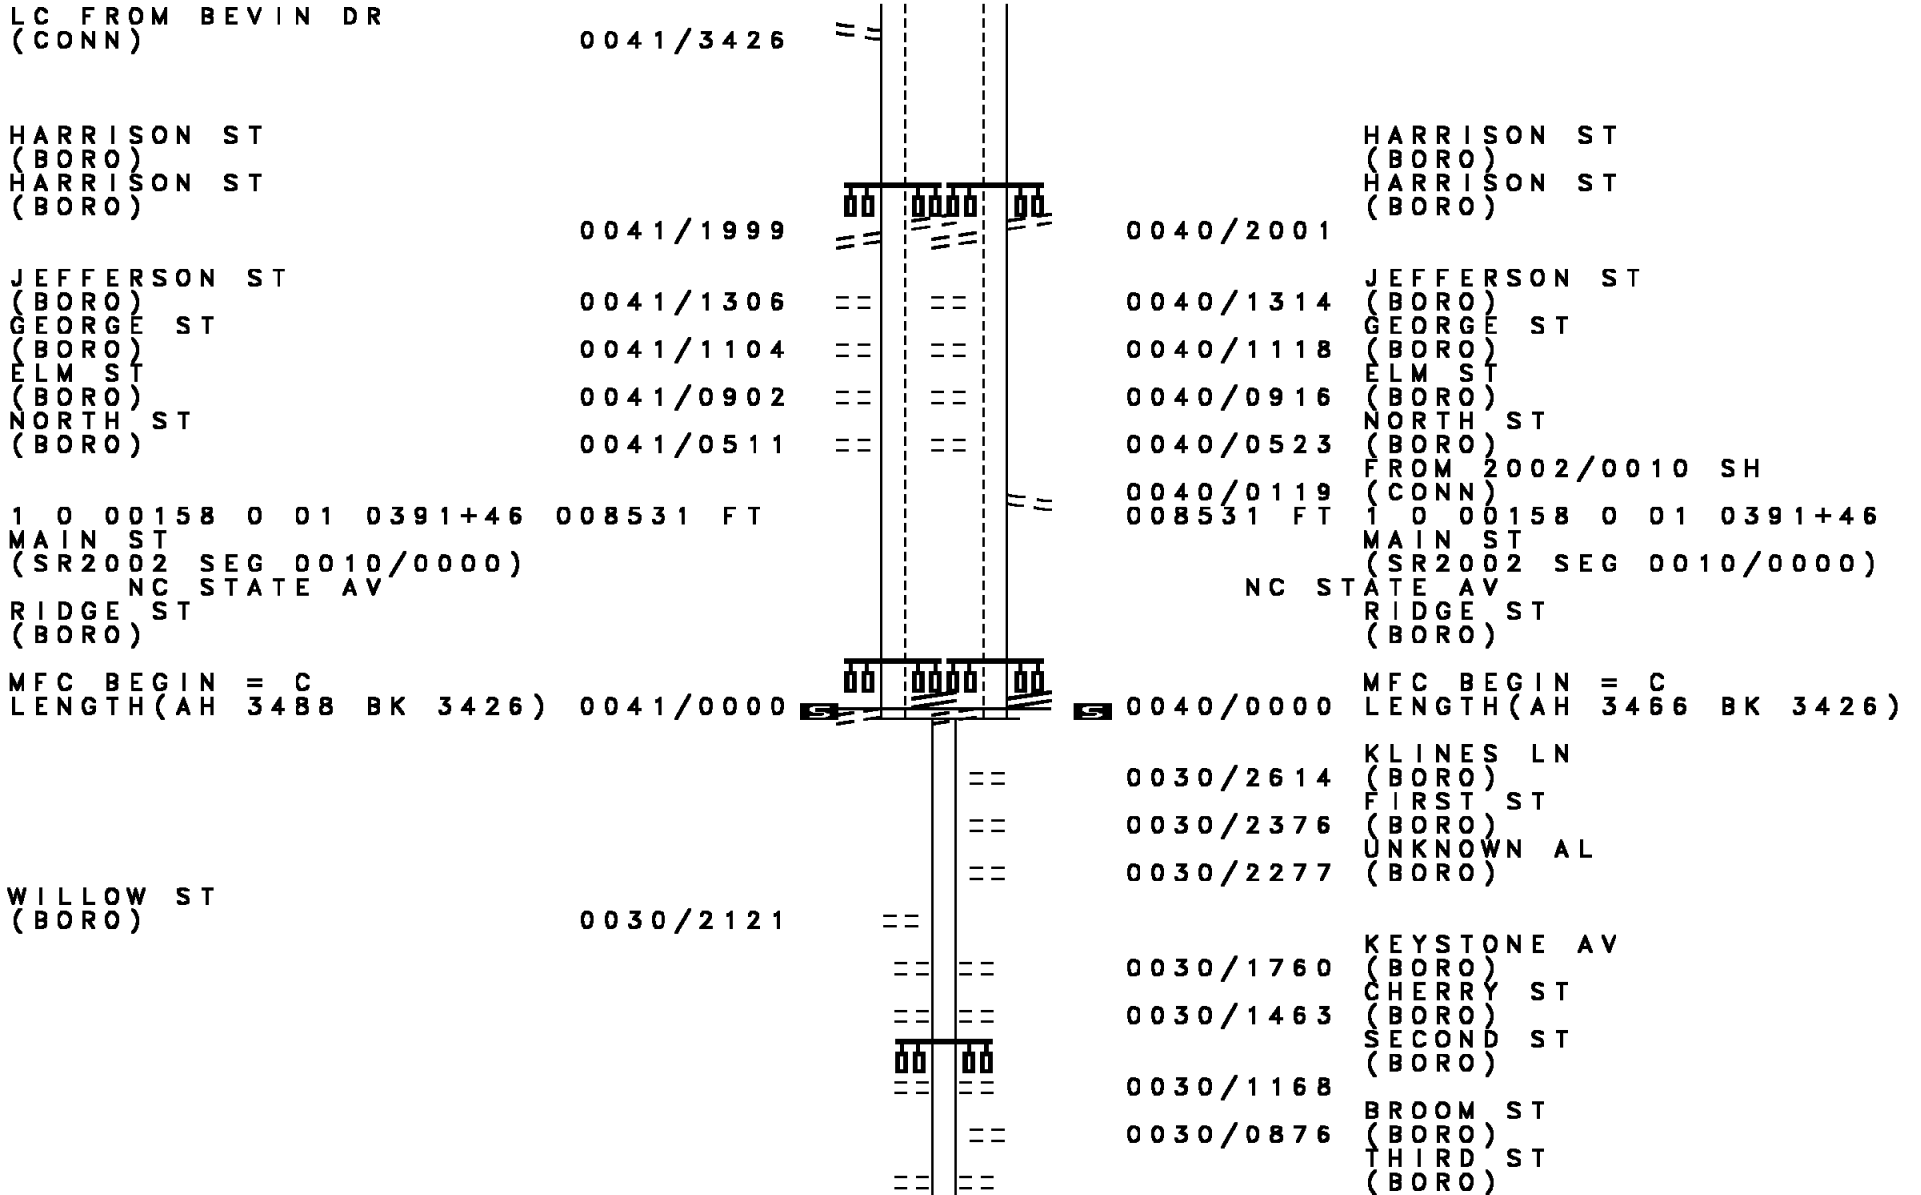 LC FROM BEVIN DR
(CONN) 0041/3426
HARRISON ST HARRISON ST
(BORO) (BORO)
HARRISON ST HARRISON ST
(BORO) (BORO)
0041/1999 0040/2001
JEFFERSON ST JEFFERSON ST
(BORO) 0041/1306 0040/1314 (BORO)
GEORGE ST GEORGE ST
(BORO) 0041/1104 0040/1118 (BORO)
ELM ST ELM ST
(BORO) 0041/0902 0040/0916 (BORO)
NORTH ST NORTH ST
(BORO) 0041/0511 0040/0523 (BORO)
FROM 2002/0010 SH
0040/0119 (CONN)
1 0 00158 0 01 0391+46 008531 FT 008531 FT 1 0 00158 0 01 0391+46
MAIN ST MAIN ST
(SR2002 SEG 0010/0000) (SR2002 SEG 0010/0000)
NC STATE AV NC STATE AV
RIDGE ST RIDGE ST
(BORO) (BORO)
MFC BEGIN = C MFC BEGIN = C
LENGTH(AH 3488 BK 3426) 0041/0000 S S 0040/0000 LENGTH(AH 3466 BK 3426)
KLINES LN
0030/2614 (BORO)
FIRST ST
0030/2376 (BORO)
UNKNOWN AL
0030/2277 (BORO)
WILLOW ST
(BORO) 0030/2121
KEYSTONE AV
0030/1760 (BORO)
CHERRY ST
0030/1463 (BORO)
SECOND ST
(BORO)
0030/1168
BROOM ST
0030/0876 (BORO)
THIRD ST
(BORO)